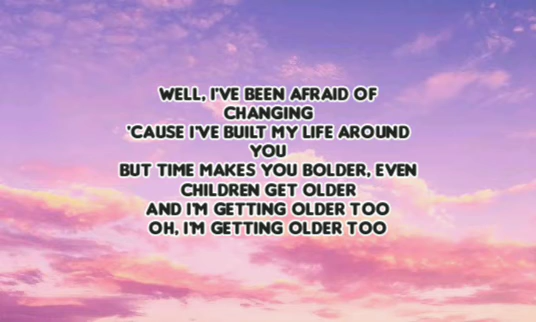 WELL, I'VE BEEN AFRAID OF
CHANGING
'CAUSE I'VE BUILT MY LIFE AROUND
YOU
BUT TIME MAKES YOU BOLDER, EVEN
CHILDREN GET OLDER
AND I'M GETTING OLDER TOO
OH, I'M GETTING OLDER TOO